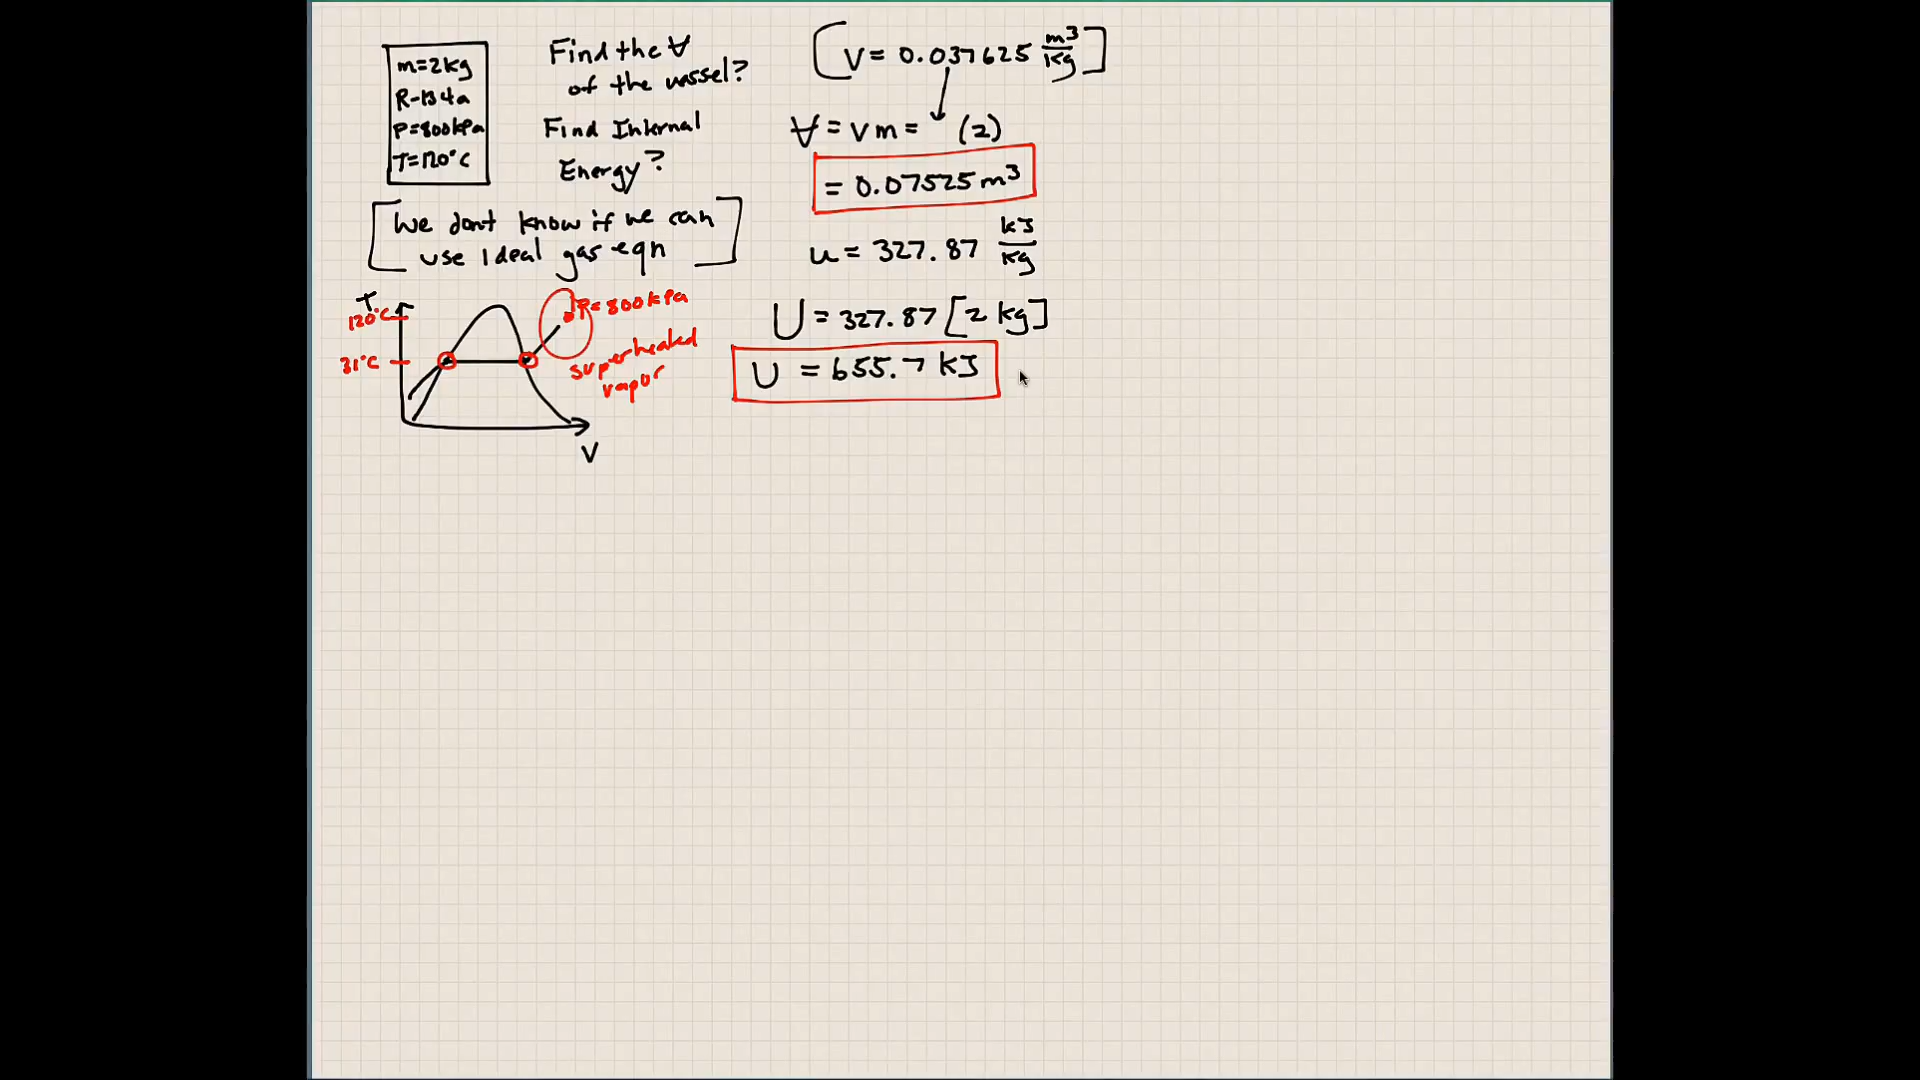 m=2kg
R-134a
P=800kPa
T=120°C
Find the V̶
of the vessel?
Find Internal
Energy?
[We dont know if we can
use Ideal gas eqn]
T
120°C
31°C
P=800kPa
superheated
vapor
V
[v = 0.037625 m³/kg]
V̶ = v m = (2)
= 0.07525 m³
u = 327.87 kJ/kg
U = 327.87 [2 kg]
U = 655.7 kJ